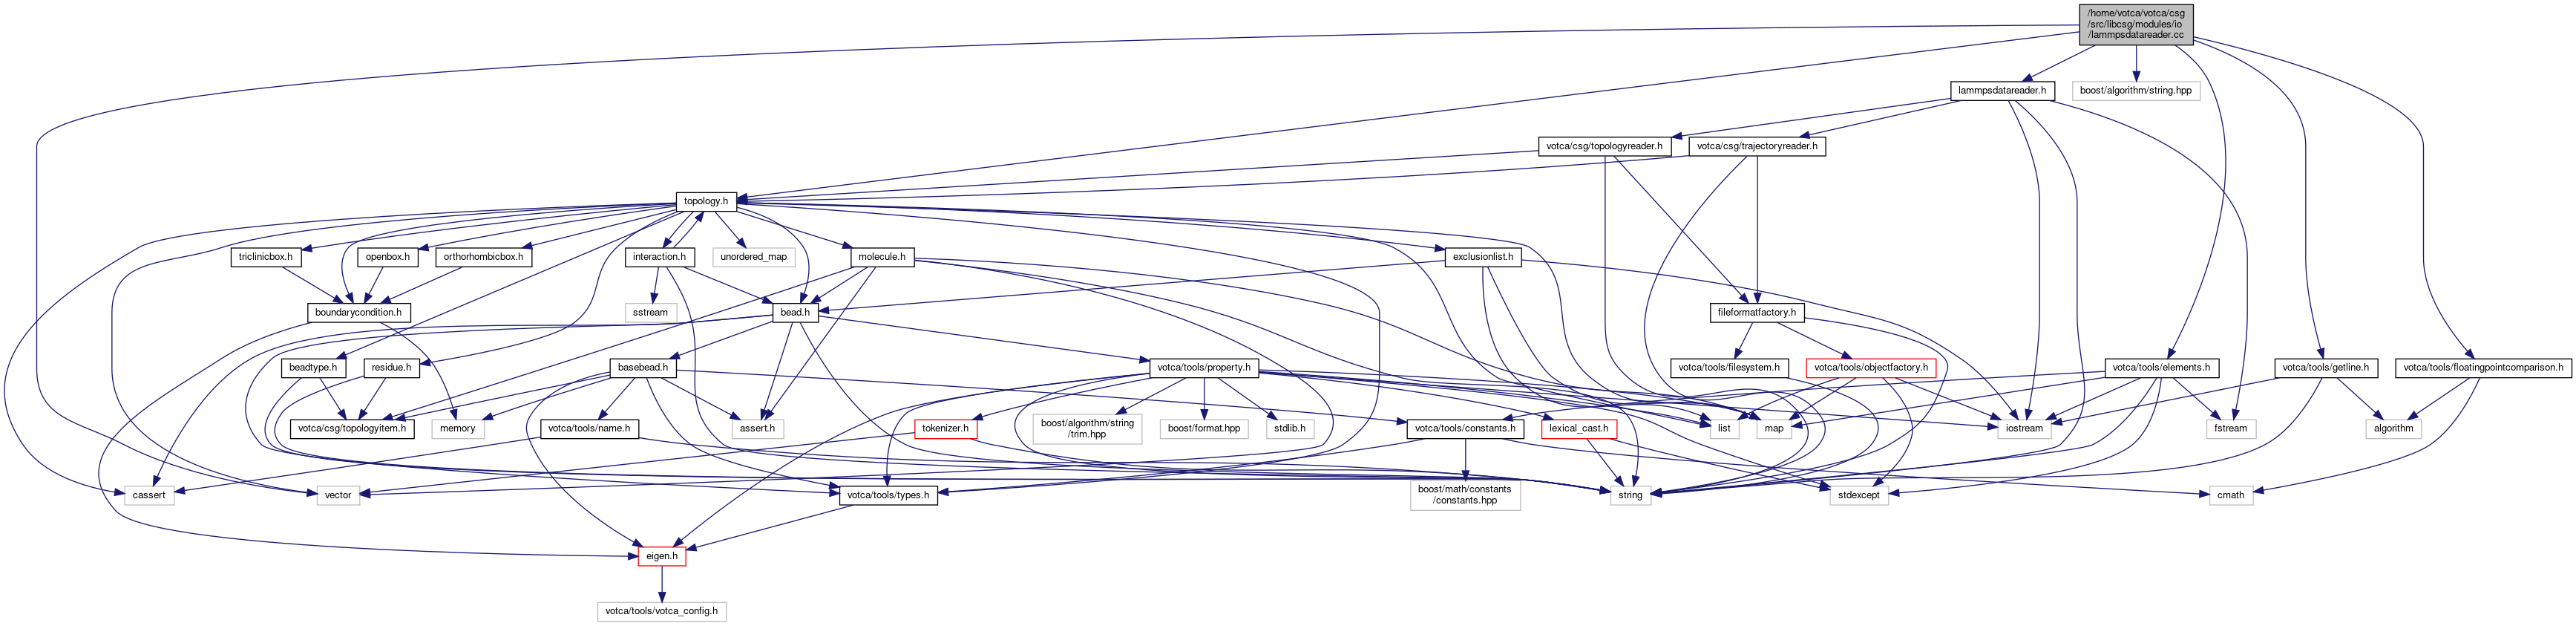 /home/votca/votca/csg
/src/libcsg/modules/io
/lammpsdatareader.cc
lammpsdatareader.h
boost/algorithm/string.hpp
votca/csg/topologyreader.h
votca/csg/trajectoryreader.h
topology.h
triclinicbox.h
openbox.h
orthorhombicbox.h
interaction.h
unordered_map
molecule.h
exclusionlist.h
boundarycondition.h
sstream
bead.h
fileformatfactory.h
beadtype.h
residue.h
basebead.h
votca/tools/property.h
votca/tools/filesystem.h
votca/tools/objectfactory.h
votca/tools/elements.h
votca/tools/getline.h
votca/tools/floatingpointcomparison.h
votca/csg/topologyitem.h
memory
votca/tools/name.h
assert.h
tokenizer.h
boost/algorithm/string
/trim.hpp
boost/format.hpp
stdlib.h
votca/tools/constants.h
lexical_cast.h
list
map
iostream
fstream
algorithm
cassert
vector
votca/tools/types.h
boost/math/constants
/constants.hpp
string
stdexcept
cmath
eigen.h
votca/tools/votca_config.h